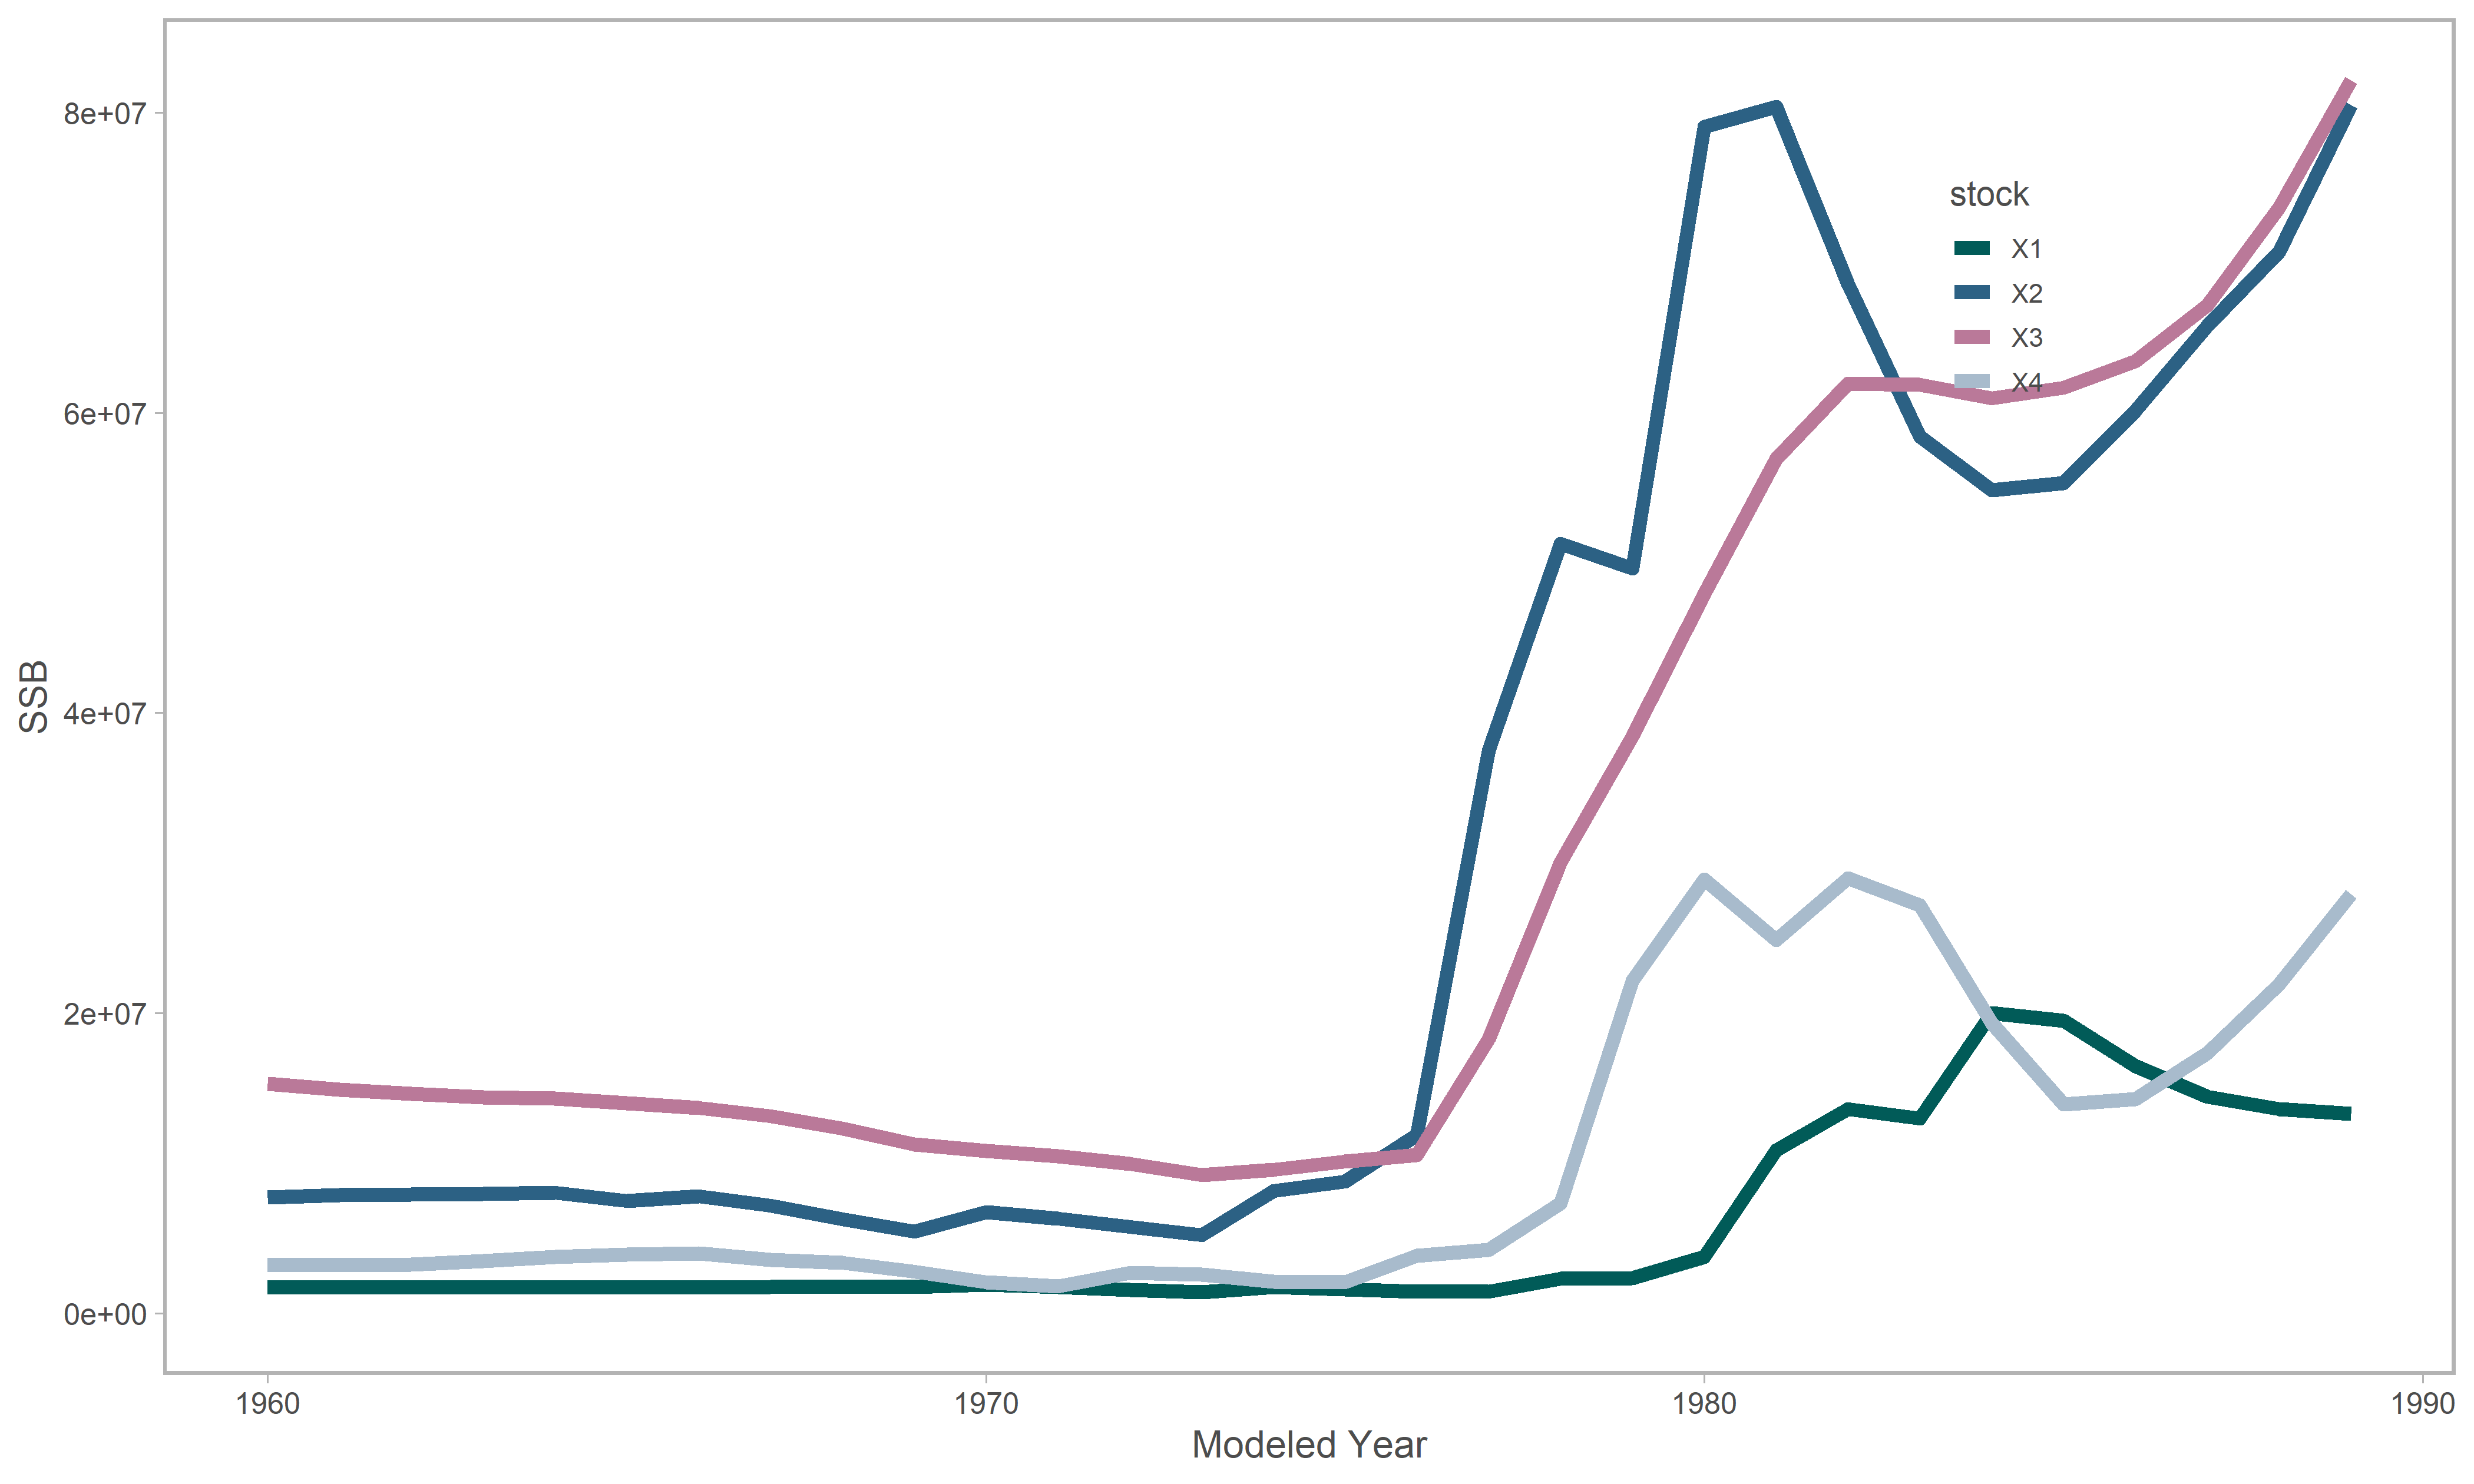 8e+07
6e+07
4e+07
2e+07
0e+00
SSB
1960 1970 1980 1990
Modeled Year
stock
X1
X2
X3
X4